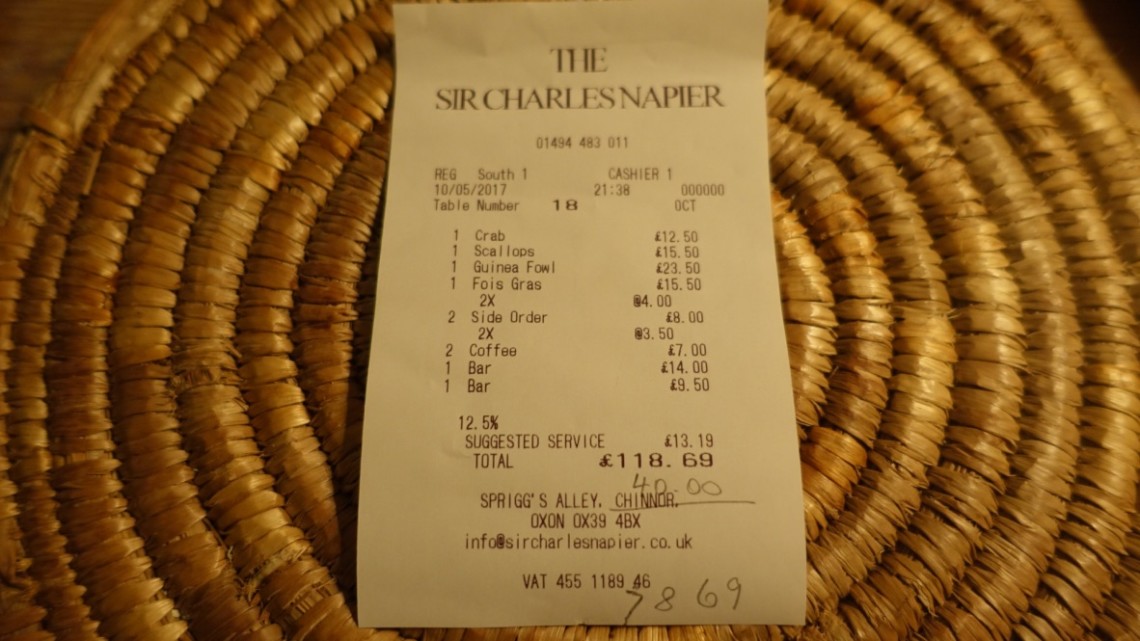 THE
SIR CHARLES NAPIER
01494 483 011
REG South 1 CASHIER 1
10/05/2017 21:38 000000
Table Number 18 OCT
1 Crab £12.50
1 Scallops £15.50
1 Guinea Fowl £23.50
1 Fois Gras £15.50
2X @4.00
2 Side Order £8.00
2X @3.50
2 Coffee £7.00
1 Bar £14.00
1 Bar £9.50
12.5%
SUGGESTED SERVICE £13.19
TOTAL £118.69
40.00
SPRIGG'S ALLEY, CHINNOR,
OXON OX39 4BX
info@sircharlesnapier.co.uk
VAT 455 1189 46
78 69